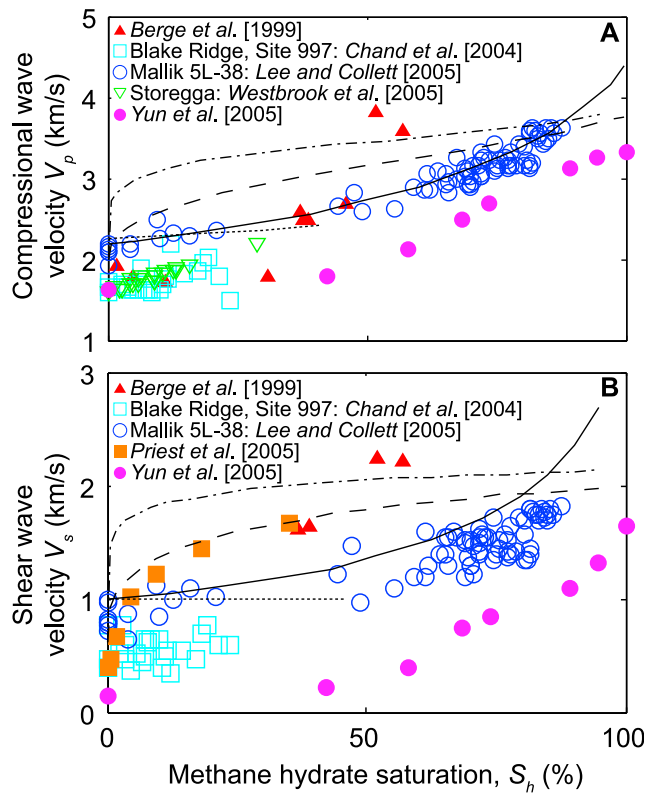 Berge et al. [1999]
A
Blake Ridge, Site 997: Chand et al. [2004]
Mallik 5L-38: Lee and Collett [2005]
Storegga: Westbrook et al. [2005]
Yun et al. [2005]
Compressional wave
velocity Vp (km/s)
5
4
3
2
1
0
50
100
Berge et al. [1999]
B
Blake Ridge, Site 997: Chand et al. [2004]
Mallik 5L-38: Lee and Collett [2005]
Priest et al. [2005]
Yun et al. [2005]
Shear wave
velocity Vs (km/s)
3
2
1
0
0
50
100
Methane hydrate saturation, Sh (%)